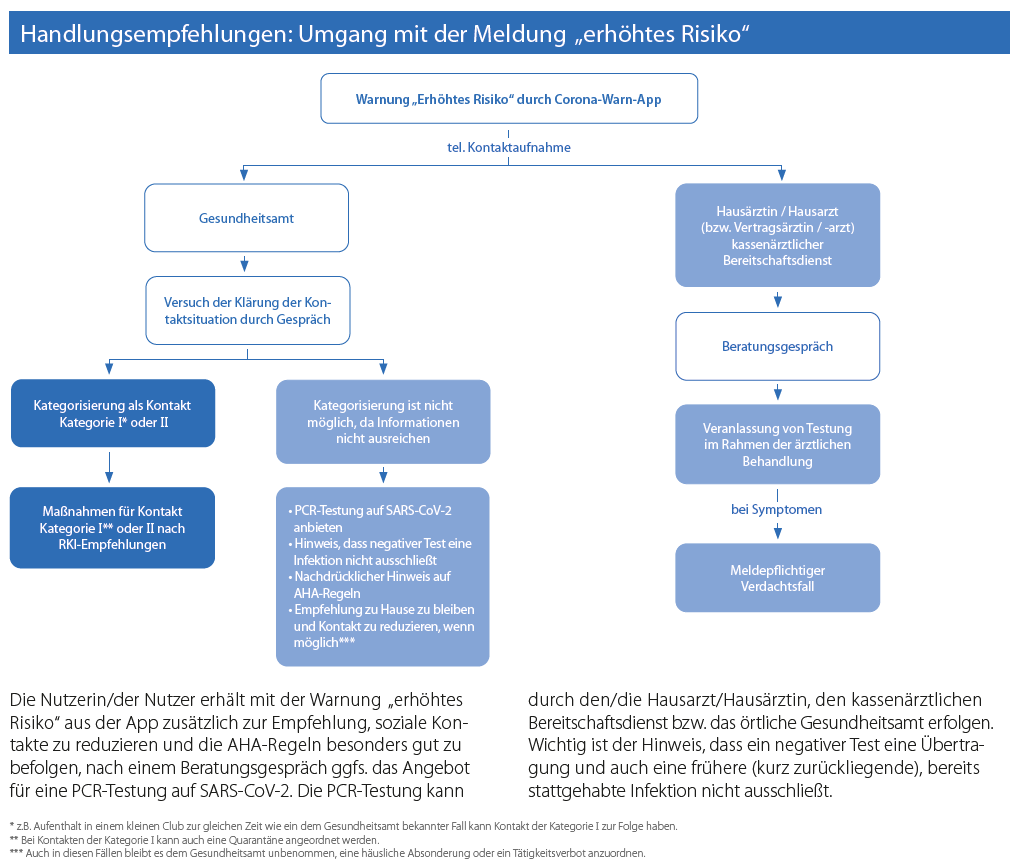 Handlungsempfehlungen: Umgang mit der Meldung „erhöhtes Risiko“
Warnung „Erhöhtes Risiko“ durch Corona-Warn-App
tel. Kontaktaufnahme
Gesundheitsamt
Versuch der Klärung der Kon-
taktsituation durch Gespräch
Kategorisierung als Kontakt
Kategorie I* oder II
Maßnahmen für Kontakt
Kategorie I** oder II nach
RKI-Empfehlungen
Kategorisierung ist nicht
möglich, da Informationen
nicht ausreichen
• PCR-Testung auf SARS-CoV-2
anbieten
• Hinweis, dass negativer Test eine
Infektion nicht ausschließt
• Nachdrücklicher Hinweis auf
AHA-Regeln
• Empfehlung zu Hause zu bleiben
und Kontakt zu reduzieren, wenn
möglich***
Hausärztin / Hausarzt
(bzw. Vertragsärztin / -arzt)
kassenärztlicher
Bereitschaftsdienst
Beratungsgespräch
Veranlassung von Testung
im Rahmen der ärztlichen
Behandlung
bei Symptomen
Meldepflichtiger
Verdachtsfall
Die Nutzerin/der Nutzer erhält mit der Warnung „erhöhtes
Risiko“ aus der App zusätzlich zur Empfehlung, soziale Kon-
takte zu reduzieren und die AHA-Regeln besonders gut zu
befolgen, nach einem Beratungsgespräch ggfs. das Angebot
für eine PCR-Testung auf SARS-CoV-2. Die PCR-Testung kann
durch den/die Hausarzt/Hausärztin, den kassenärztlichen
Bereitschaftsdienst bzw. das örtliche Gesundheitsamt erfolgen.
Wichtig ist der Hinweis, dass ein negativer Test eine Übertra-
gung und auch eine frühere (kurz zurückliegende), bereits
stattgehabte Infektion nicht ausschließt.
* z.B. Aufenthalt in einem kleinen Club zur gleichen Zeit wie ein dem Gesundheitsamt bekannter Fall kann Kontakt der Kategorie I zur Folge haben.
** Bei Kontakten der Kategorie I kann auch eine Quarantäne angeordnet werden.
*** Auch in diesen Fällen bleibt es dem Gesundheitsamt unbenommen, eine häusliche Absonderung oder ein Tätigkeitsverbot anzuordnen.